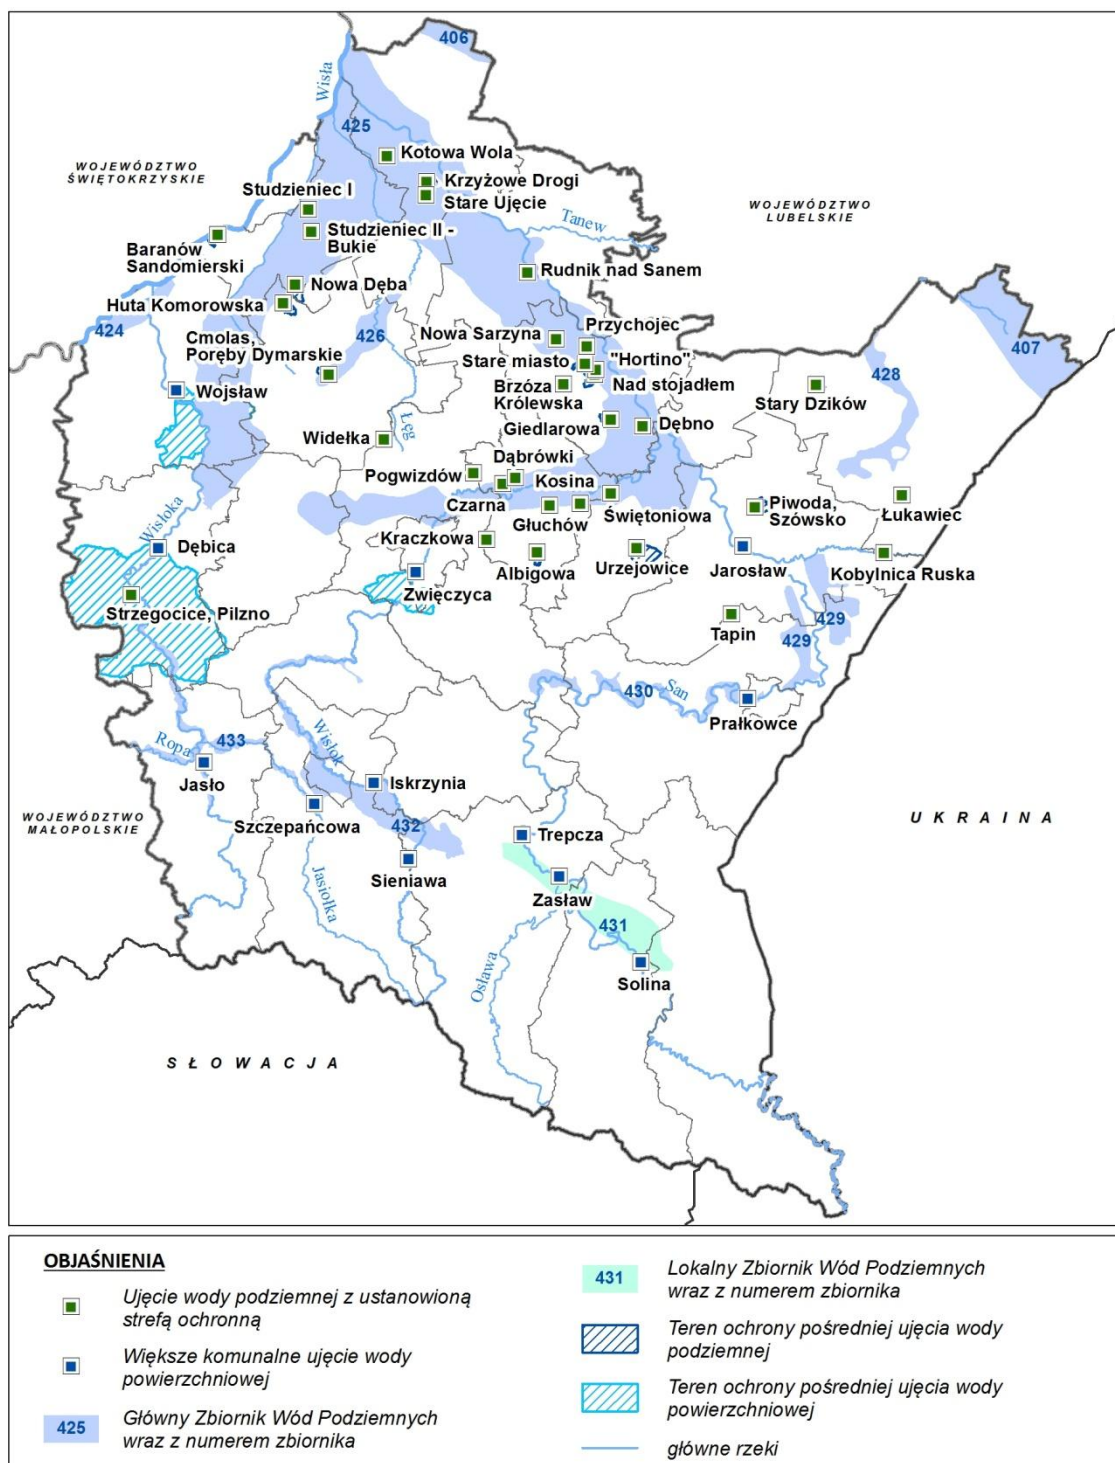 406
Wisła
425
WOJEWÓDZTWO
ŚWIĘTOKRZYSKIE
Kotowa Wola
Krzyżowe Drogi
Stare Ujęcie
Studzieniec I
WOJEWÓDZTWO
LUBELSKIE
Tanew
Studzieniec II -
Bukie
Baranów
Sandomierski
Rudnik nad Sanem
Nowa Dęba
Huta Komorowska
424
426
Nowa Sarzyna
Przychojec
407
Cmolas,
Poręby Dymarskie
Stare miasto
"Hortino"
428
Wojsław
Brzóza
Królewska
Nad stojadłem
Stary Dzików
Łęg
Giedlarowa
Dębno
Widełka
Dąbrówki
Pogwizdów
Kosina
Czarna
Głuchów
Świętoniowa
Piwoda,
Szówsko
Łukawiec
Wisłoka
Dębica
Kraczkowa
Albigowa
Urzejowice
Jarosław
Kobylnica Ruska
Zwięczyca
Strzegocice, Pilzno
Tapin
429
429
San
430
Prałkowce
Ropa
433
Wisłok
Jasło
Iskrzynia
WOJEWÓDZTWO
MAŁOPOLSKIE
UKRAINA
Szczepańcowa
432
Trepcza
Sieniawa
Jasiołka
Zasław
431
Osława
Solina
SŁOWACJA
OBJAŚNIENIA
Ujęcie wody podziemnej z ustanowioną
strefą ochronną
Większe komunalne ujęcie wody
powierzchniowej
425
Główny Zbiornik Wód Podziemnych
wraz z numerem zbiornika
431
Lokalny Zbiornik Wód Podziemnych
wraz z numerem zbiornika
Teren ochrony pośredniej ujęcia wody
podziemnej
Teren ochrony pośredniej ujęcia wody
powierzchniowej
główne rzeki